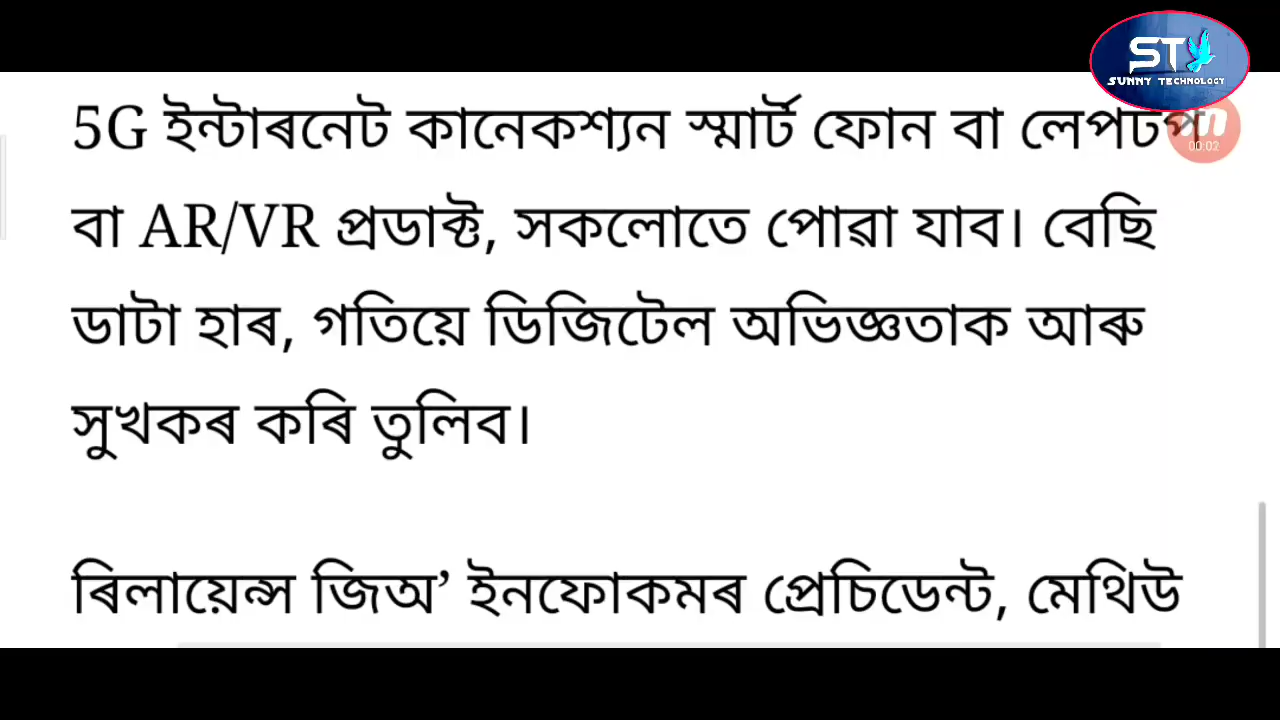 ST
SUNNY TECHNOLOGY
00:02
5G ইন্টাৰনেট কানেকশ্যন স্মাৰ্ট ফোন বা লেপটপ
বা AR/VR প্ৰডাক্ট, সকলোতে পোৱা যাব। বেছি
ডাটা হাৰ, গতিয়ে ডিজিটেল অভিজ্ঞতাক আৰু
সুখকৰ কৰি তুলিব।
ৰিলায়েন্স জিঅ’ ইনফোকমৰ প্ৰেচিডেন্ট, মেথিউ